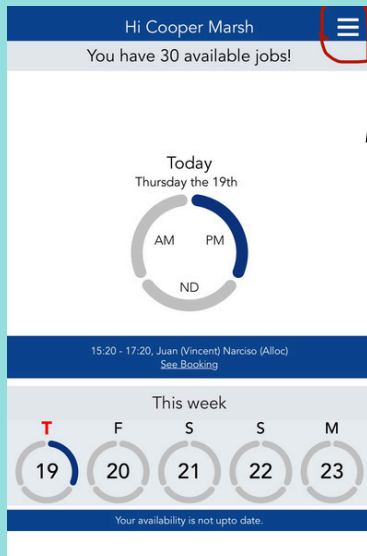 Hi Cooper Marsh
You have 30 available jobs!
Today
Thursday the 19th
AM PM
ND
15:20 - 17:20, Juan (Vincent) Narciso (Alloc)
See Booking
This week
T F S S M
19 20 21 22 23
Your availability is not upto date.